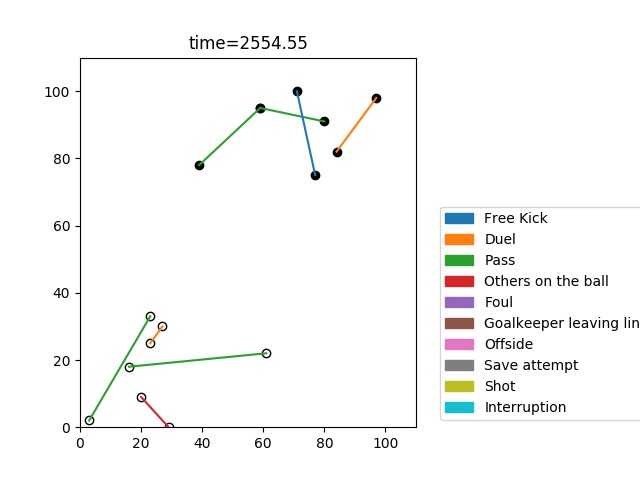 time=2554.55
100
80
60
40
20
0
0 20 40 60 80 100
Free Kick
Duel
Pass
Others on the ball
Foul
Goalkeeper leaving lin
Offside
Save attempt
Shot
Interruption